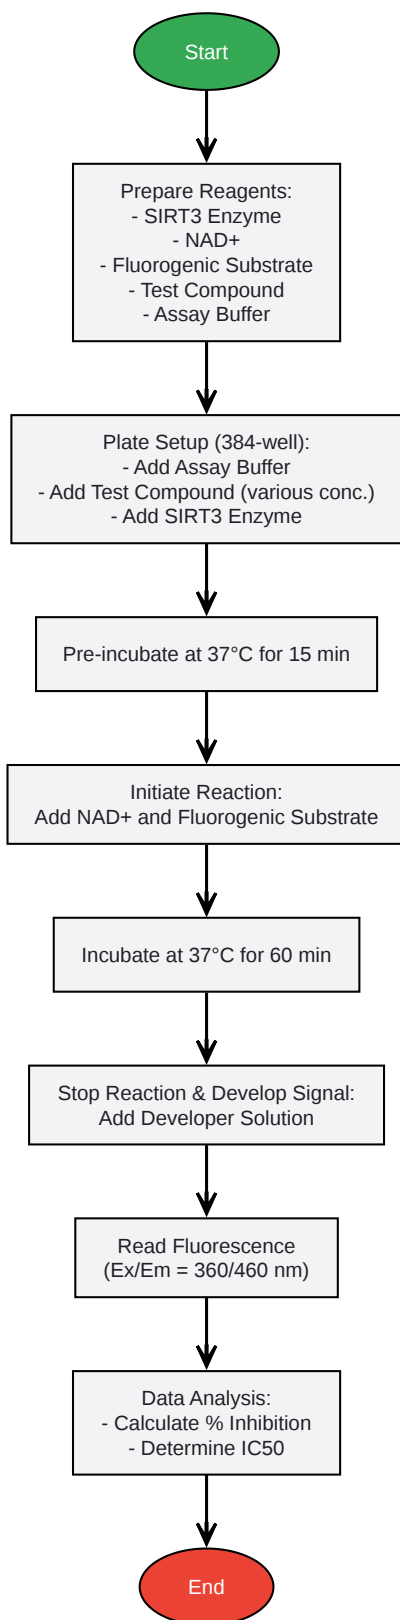 Start
Prepare Reagents:
- SIRT3 Enzyme
- NAD+
- Fluorogenic Substrate
- Test Compound
- Assay Buffer
Plate Setup (384-well):
- Add Assay Buffer
- Add Test Compound (various conc.)
- Add SIRT3 Enzyme
Pre-incubate at 37°C for 15 min
Initiate Reaction:
Add NAD+ and Fluorogenic Substrate
Incubate at 37°C for 60 min
Stop Reaction & Develop Signal:
Add Developer Solution
Read Fluorescence
(Ex/Em = 360/460 nm)
Data Analysis:
- Calculate % Inhibition
- Determine IC50
End